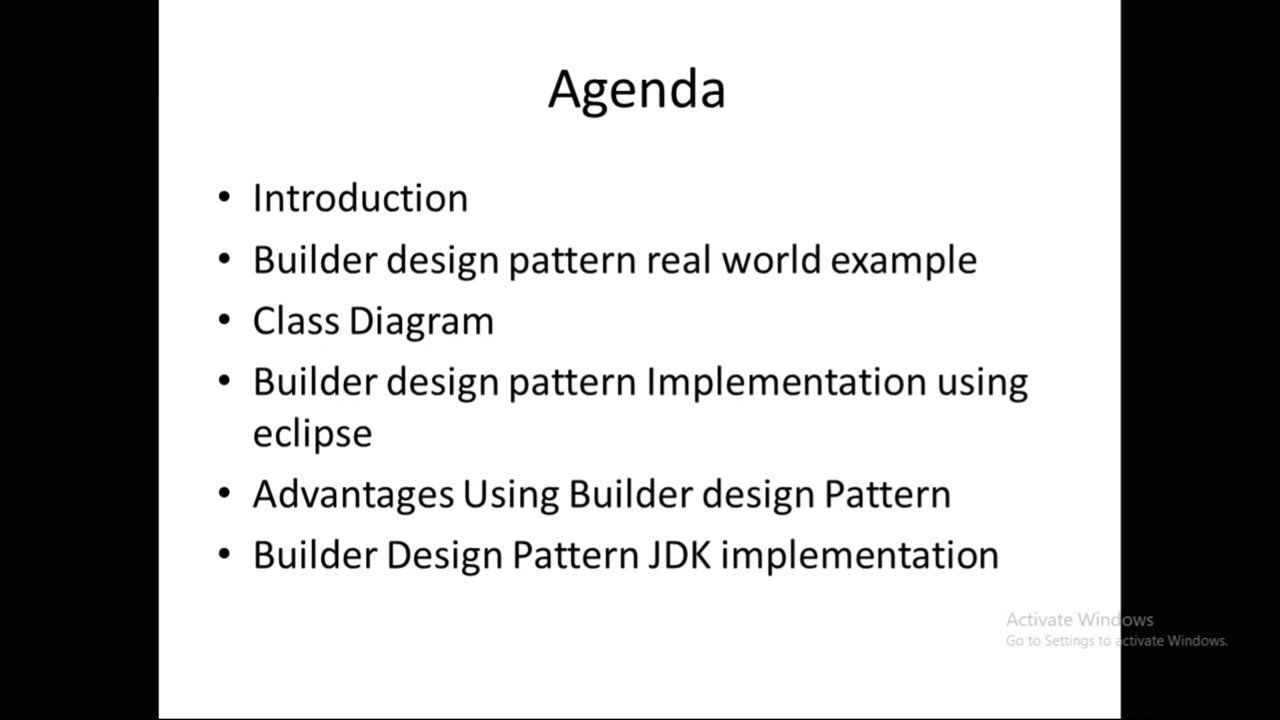 Agenda
• Introduction
• Builder design pattern real world example
• Class Diagram
• Builder design pattern Implementation using
eclipse
• Advantages Using Builder design Pattern
• Builder Design Pattern JDK implementation
Activate Windows
Go to Settings to activate Windows.